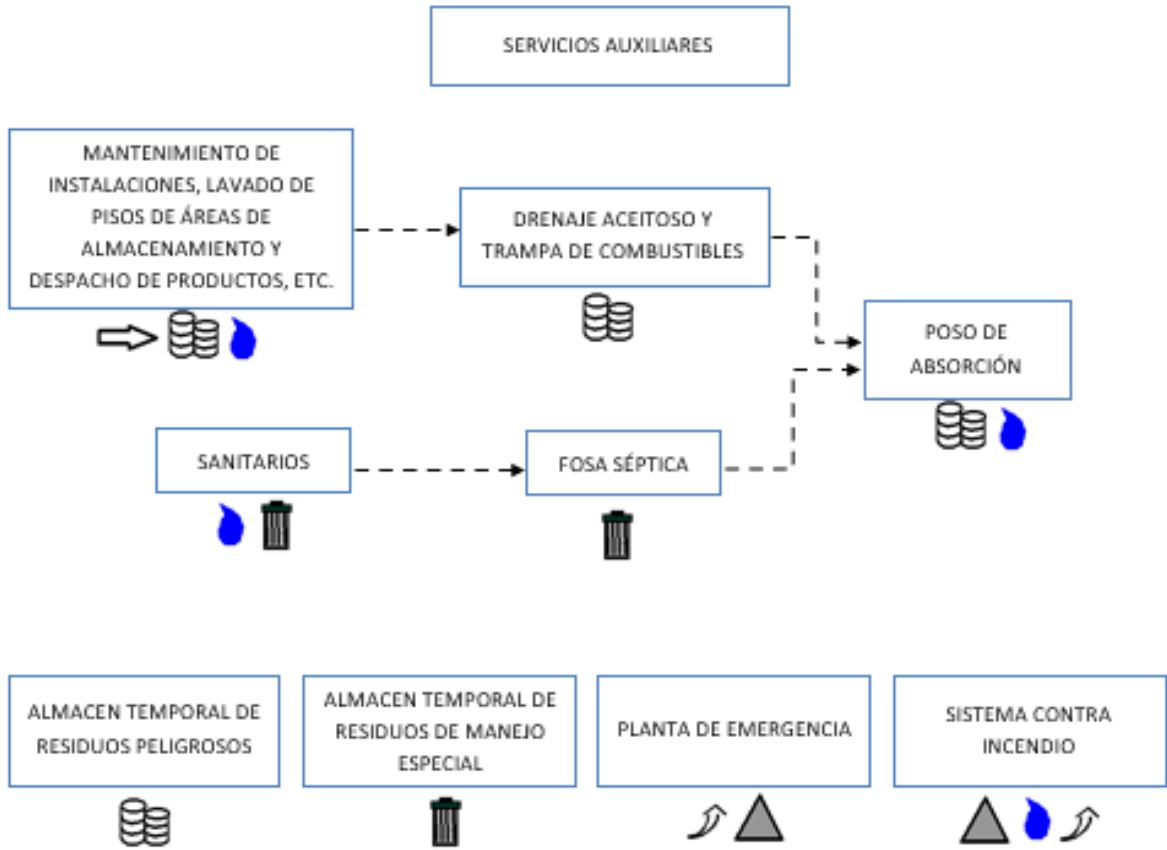 SERVICIOS AUXILIARES
MANTENIMIENTO DE
INSTALACIONES, LAVADO DE
PISOS DE ÁREAS DE
ALMACENAMIENTO Y
DESPACHO DE PRODUCTOS, ETC.
DRENAJE ACEITOSO Y
TRAMPA DE COMBUSTIBLES
POSO DE
ABSORCIÓN
SANITARIOS
FOSA SÉPTICA
ALMACEN TEMPORAL DE
RESIDUOS PELIGROSOS
ALMACEN TEMPORAL DE
RESIDUOS DE MANEJO
ESPECIAL
PLANTA DE EMERGENCIA
SISTEMA CONTRA
INCENDIO